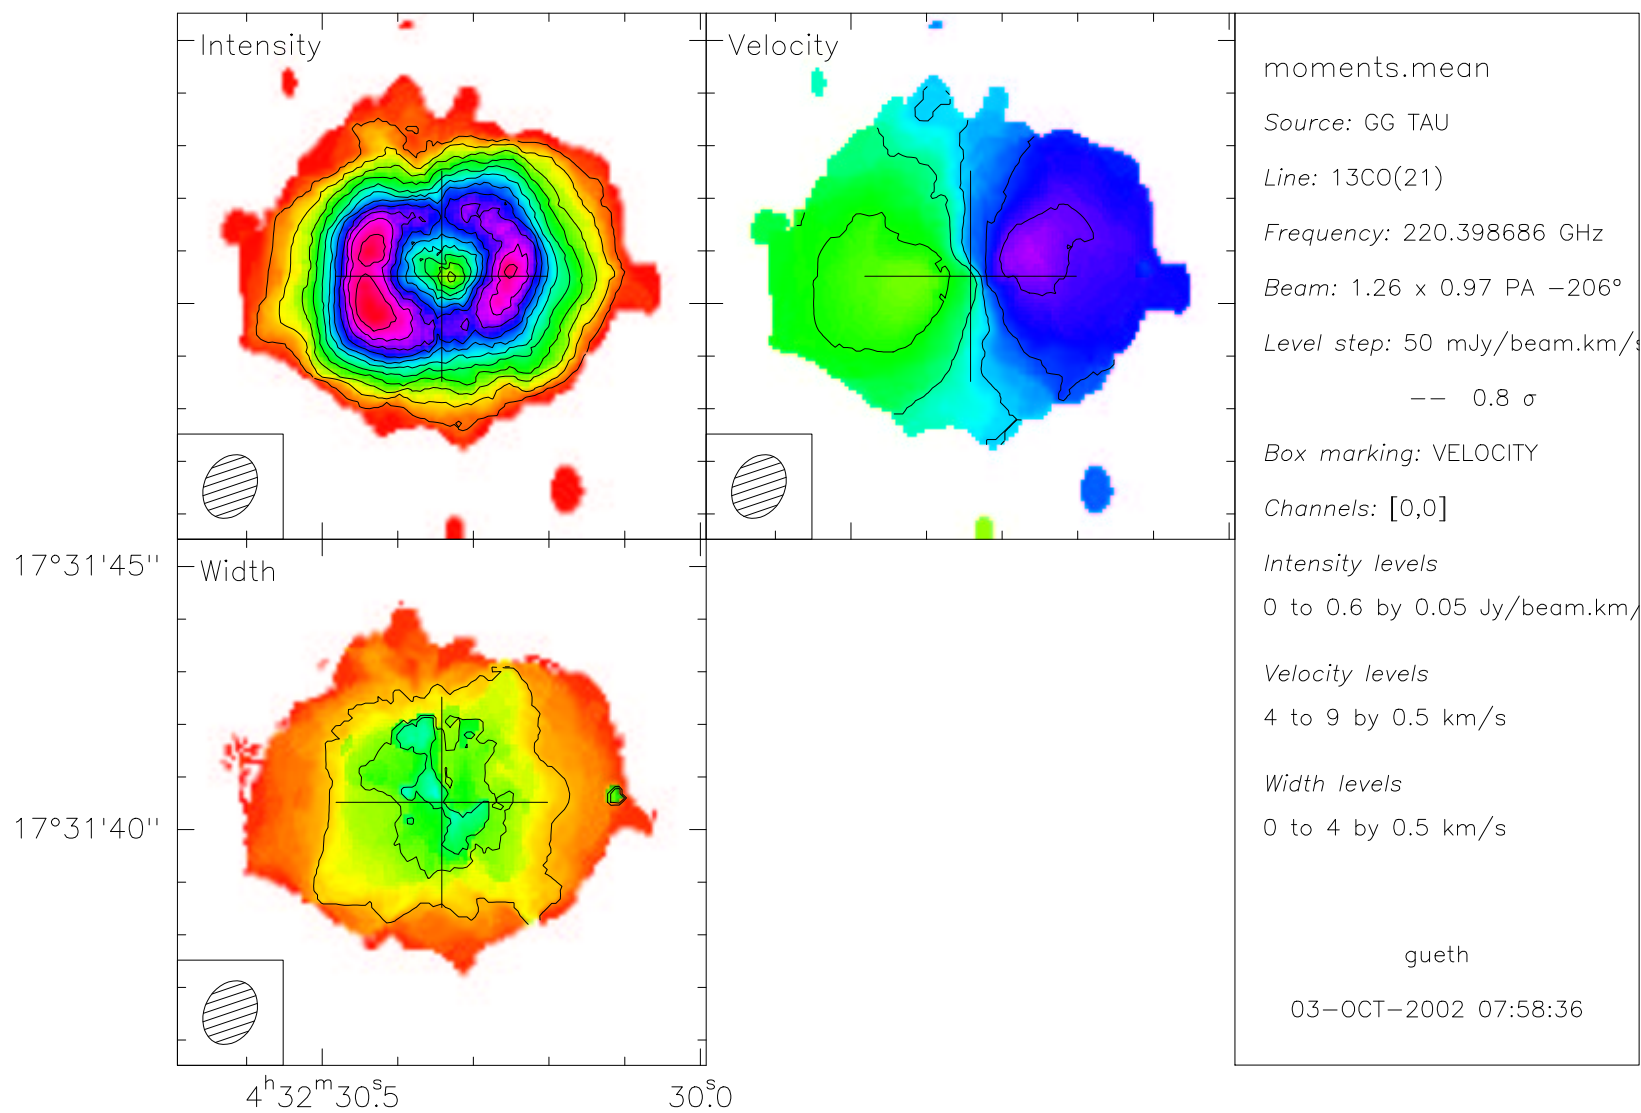 Intensity
Velocity
Width
17°31'45''
17°31'40''
4h32m30s.5
30s.0
moments.mean
Source: GG TAU
Line: 13CO(21)
Frequency: 220.398686 GHz
Beam: 1.26 x 0.97 PA −206°
Level step: 50 mJy/beam.km/s
−− 0.8 σ
Box marking: VELOCITY
Channels: [0,0]
Intensity levels
0 to 0.6 by 0.05 Jy/beam.km/
Velocity levels
4 to 9 by 0.5 km/s
Width levels
0 to 4 by 0.5 km/s
gueth
03−OCT−2002 07:58:36